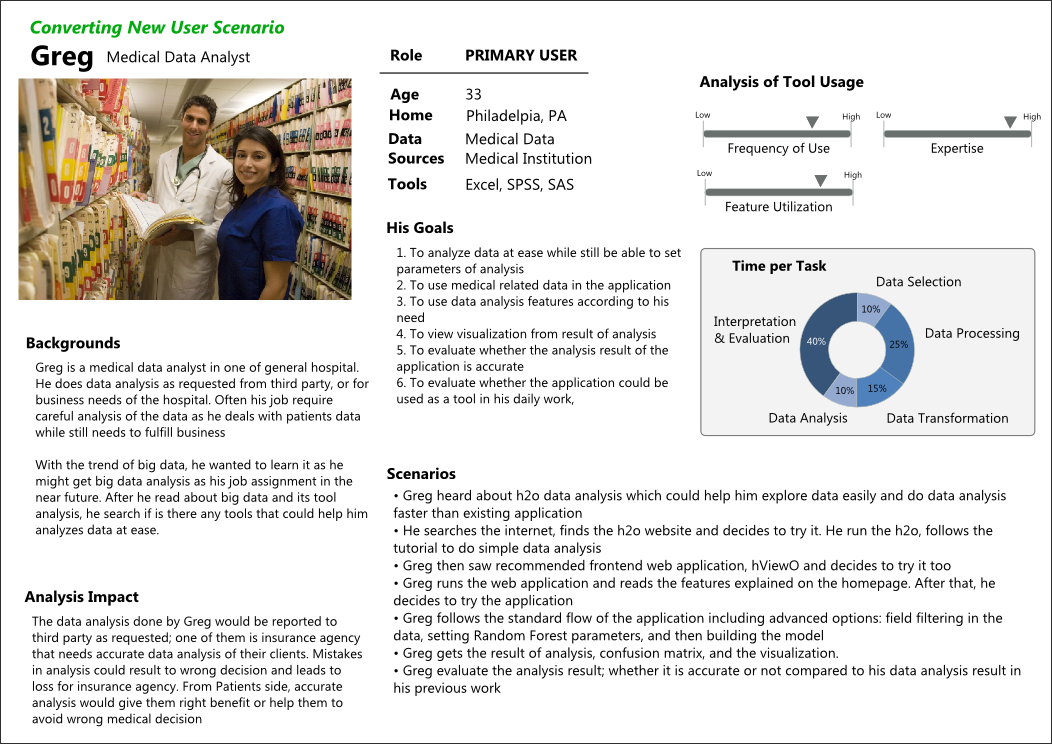 Converting New User Scenario
Greg Medical Data Analyst
Role PRIMARY USER
Age 33
Home Philadelpia, PA
Data Medical Data
Sources Medical Institution
Tools Excel, SPSS, SAS
His Goals
1. To analyze data at ease while still be able to set
parameters of analysis
2. To use medical related data in the application
3. To use data analysis features according to his
need
4. To view visualization from result of analysis
5. To evaluate whether the analysis result of the
application is accurate
6. To evaluate whether the application could be
used as a tool in his daily work,
Analysis of Tool Usage
Low High
Frequency of Use
Low High
Expertise
Low High
Feature Utilization
Time per Task
Data Selection
10%
Data Processing
25%
Data Transformation
15%
Data Analysis
10%
Interpretation
& Evaluation
40%
Backgrounds
Greg is a medical data analyst in one of general hospital.
He does data analysis as requested from third party, or for
business needs of the hospital. Often his job require
careful analysis of the data as he deals with patients data
while still needs to fulfill business
With the trend of big data, he wanted to learn it as he
might get big data analysis as his job assignment in the
near future. After he read about big data and its tool
analysis, he search if is there any tools that could help him
analyzes data at ease.
Analysis Impact
The data analysis done by Greg would be reported to
third party as requested; one of them is insurance agency
that needs accurate data analysis of their clients. Mistakes
in analysis could result to wrong decision and leads to
loss for insurance agency. From Patients side, accurate
analysis would give them right benefit or help them to
avoid wrong medical decision
Scenarios
• Greg heard about h2o data analysis which could help him explore data easily and do data analysis
faster than existing application
• He searches the internet, finds the h2o website and decides to try it. He run the h2o, follows the
tutorial to do simple data analysis
• Greg then saw recommended frontend web application, hViewO and decides to try it too
• Greg runs the web application and reads the features explained on the homepage. After that, he
decides to try the application
• Greg follows the standard flow of the application including advanced options: field filtering in the
data, setting Random Forest parameters, and then building the model
• Greg gets the result of analysis, confusion matrix, and the visualization.
• Greg evaluate the analysis result; whether it is accurate or not compared to his data analysis result in
his previous work